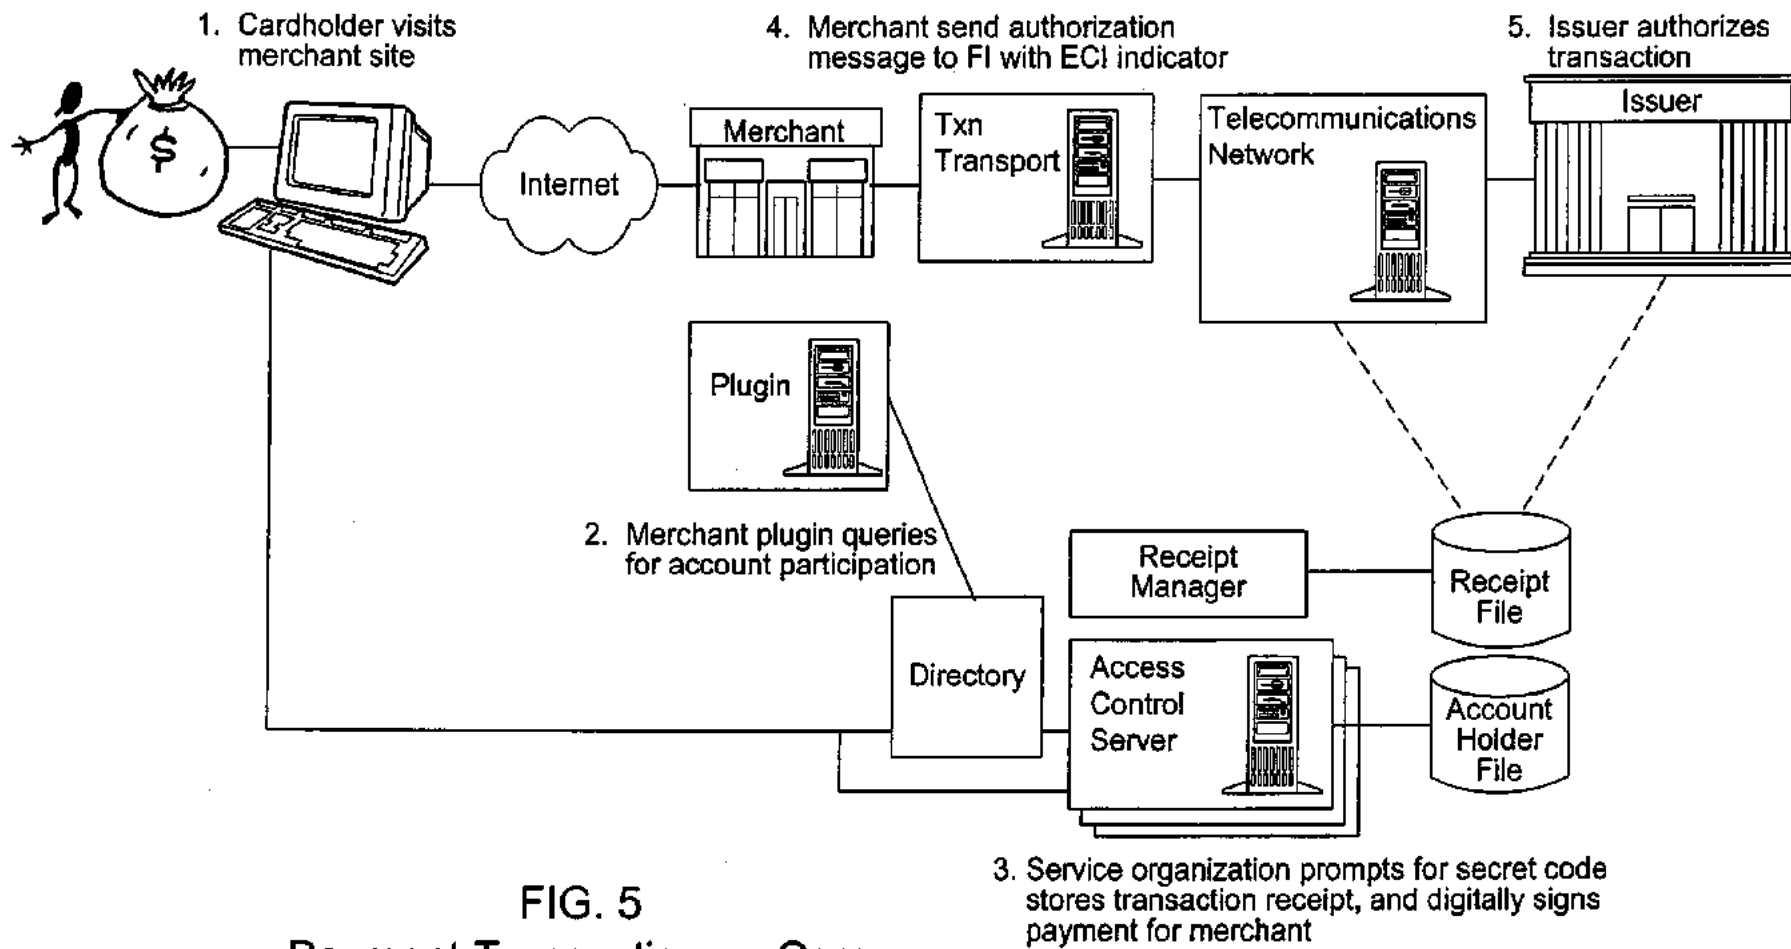 1. Cardholder visits
merchant site
4. Merchant send authorization
message to FI with ECI indicator
5. Issuer authorizes
transaction
$
Internet
Merchant
Txn
Transport
Telecommunications
Network
Issuer
Plugin
2. Merchant plugin queries
for account participation
Receipt
Manager
Receipt
File
Directory
Access
Control
Server
Account
Holder
File
3. Service organization prompts for secret code
stores transaction receipt, and digitally signs
payment for merchant
FIG. 5